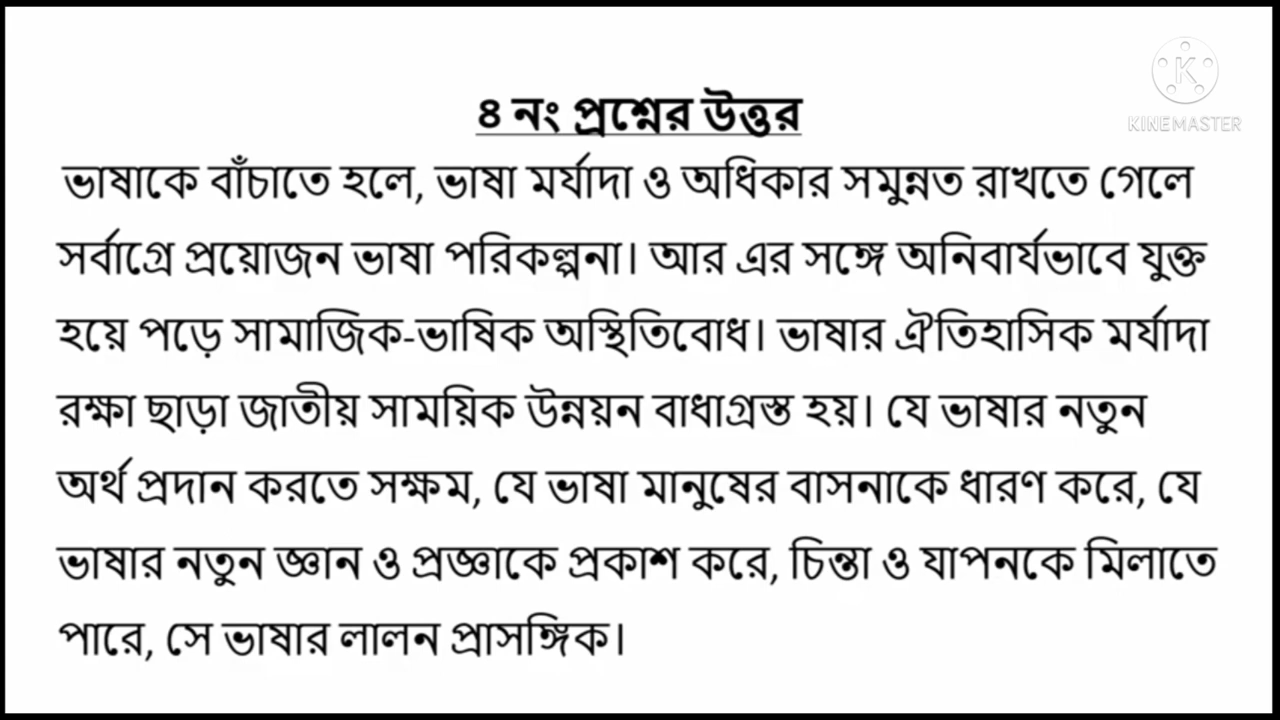 KINEMASTER
৪ নং প্রশ্নের উত্তর
ভাষাকে বাঁচাতে হলে, ভাষা মর্যাদা ও অধিকার সমুন্নত রাখতে গেলে
সর্বাগ্রে প্রয়োজন ভাষা পরিকল্পনা। আর এর সঙ্গে অনিবার্যভাবে যুক্ত
হয়ে পড়ে সামাজিক-ভাষিক অস্থিতিবোধ। ভাষার ঐতিহাসিক মর্যাদা
রক্ষা ছাড়া জাতীয় সাময়িক উন্নয়ন বাধাগ্রস্ত হয়। যে ভাষার নতুন
অর্থ প্রদান করতে সক্ষম, যে ভাষা মানুষের বাসনাকে ধারণ করে, যে
ভাষার নতুন জ্ঞান ও প্রজ্ঞাকে প্রকাশ করে, চিন্তা ও যাপনকে মিলাতে
পারে, সে ভাষার লালন প্রাসঙ্গিক।